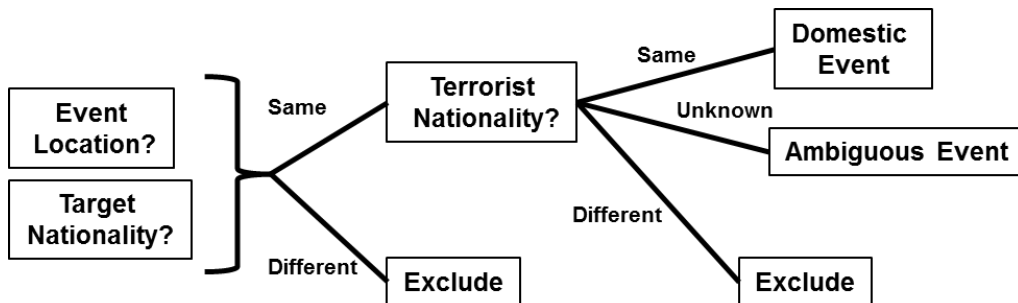 Event
Location?
Target
Nationality?
Same
Different
Terrorist
Nationality?
Exclude
Same
Unknown
Different
Domestic
Event
Ambiguous Event
Exclude